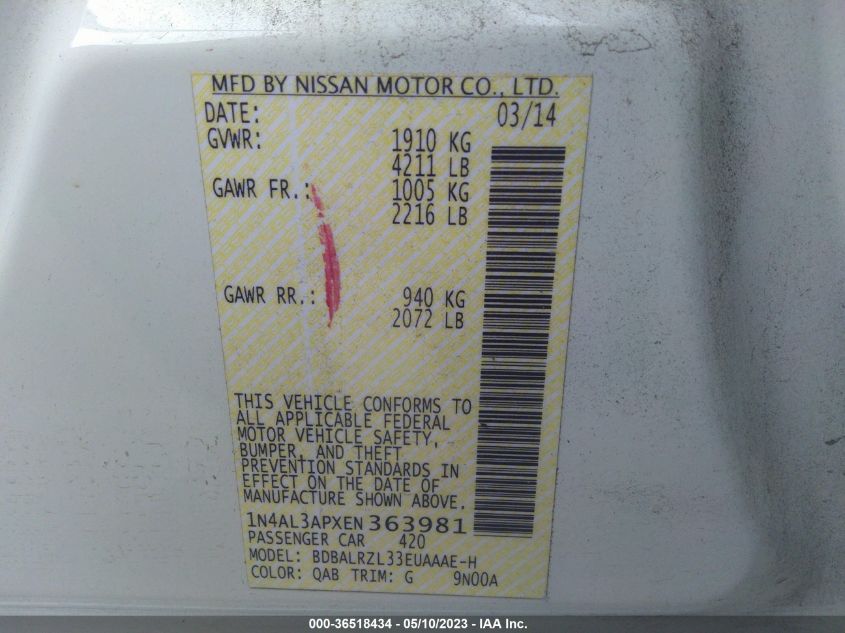 MFD BY NISSAN MOTOR CO., LTD.
DATE: 03/14
GVWR: 1910 KG
4211 LB
GAWR FR.: 1005 KG
2216 LB
GAWR RR.: 940 KG
2072 LB
THIS VEHICLE CONFORMS TO
ALL APPLICABLE FEDERAL
MOTOR VEHICLE SAFETY,
BUMPER, AND THEFT
PREVENTION STANDARDS IN
EFFECT ON THE DATE OF
MANUFACTURE SHOWN ABOVE.
1N4AL3APXEN 363981
PASSENGER CAR 420
MODEL: BDBALRZL33EUAAAE-H
COLOR: QAB TRIM: G 9N00A
000-36518434 - 05/10/2023 - IAA Inc.